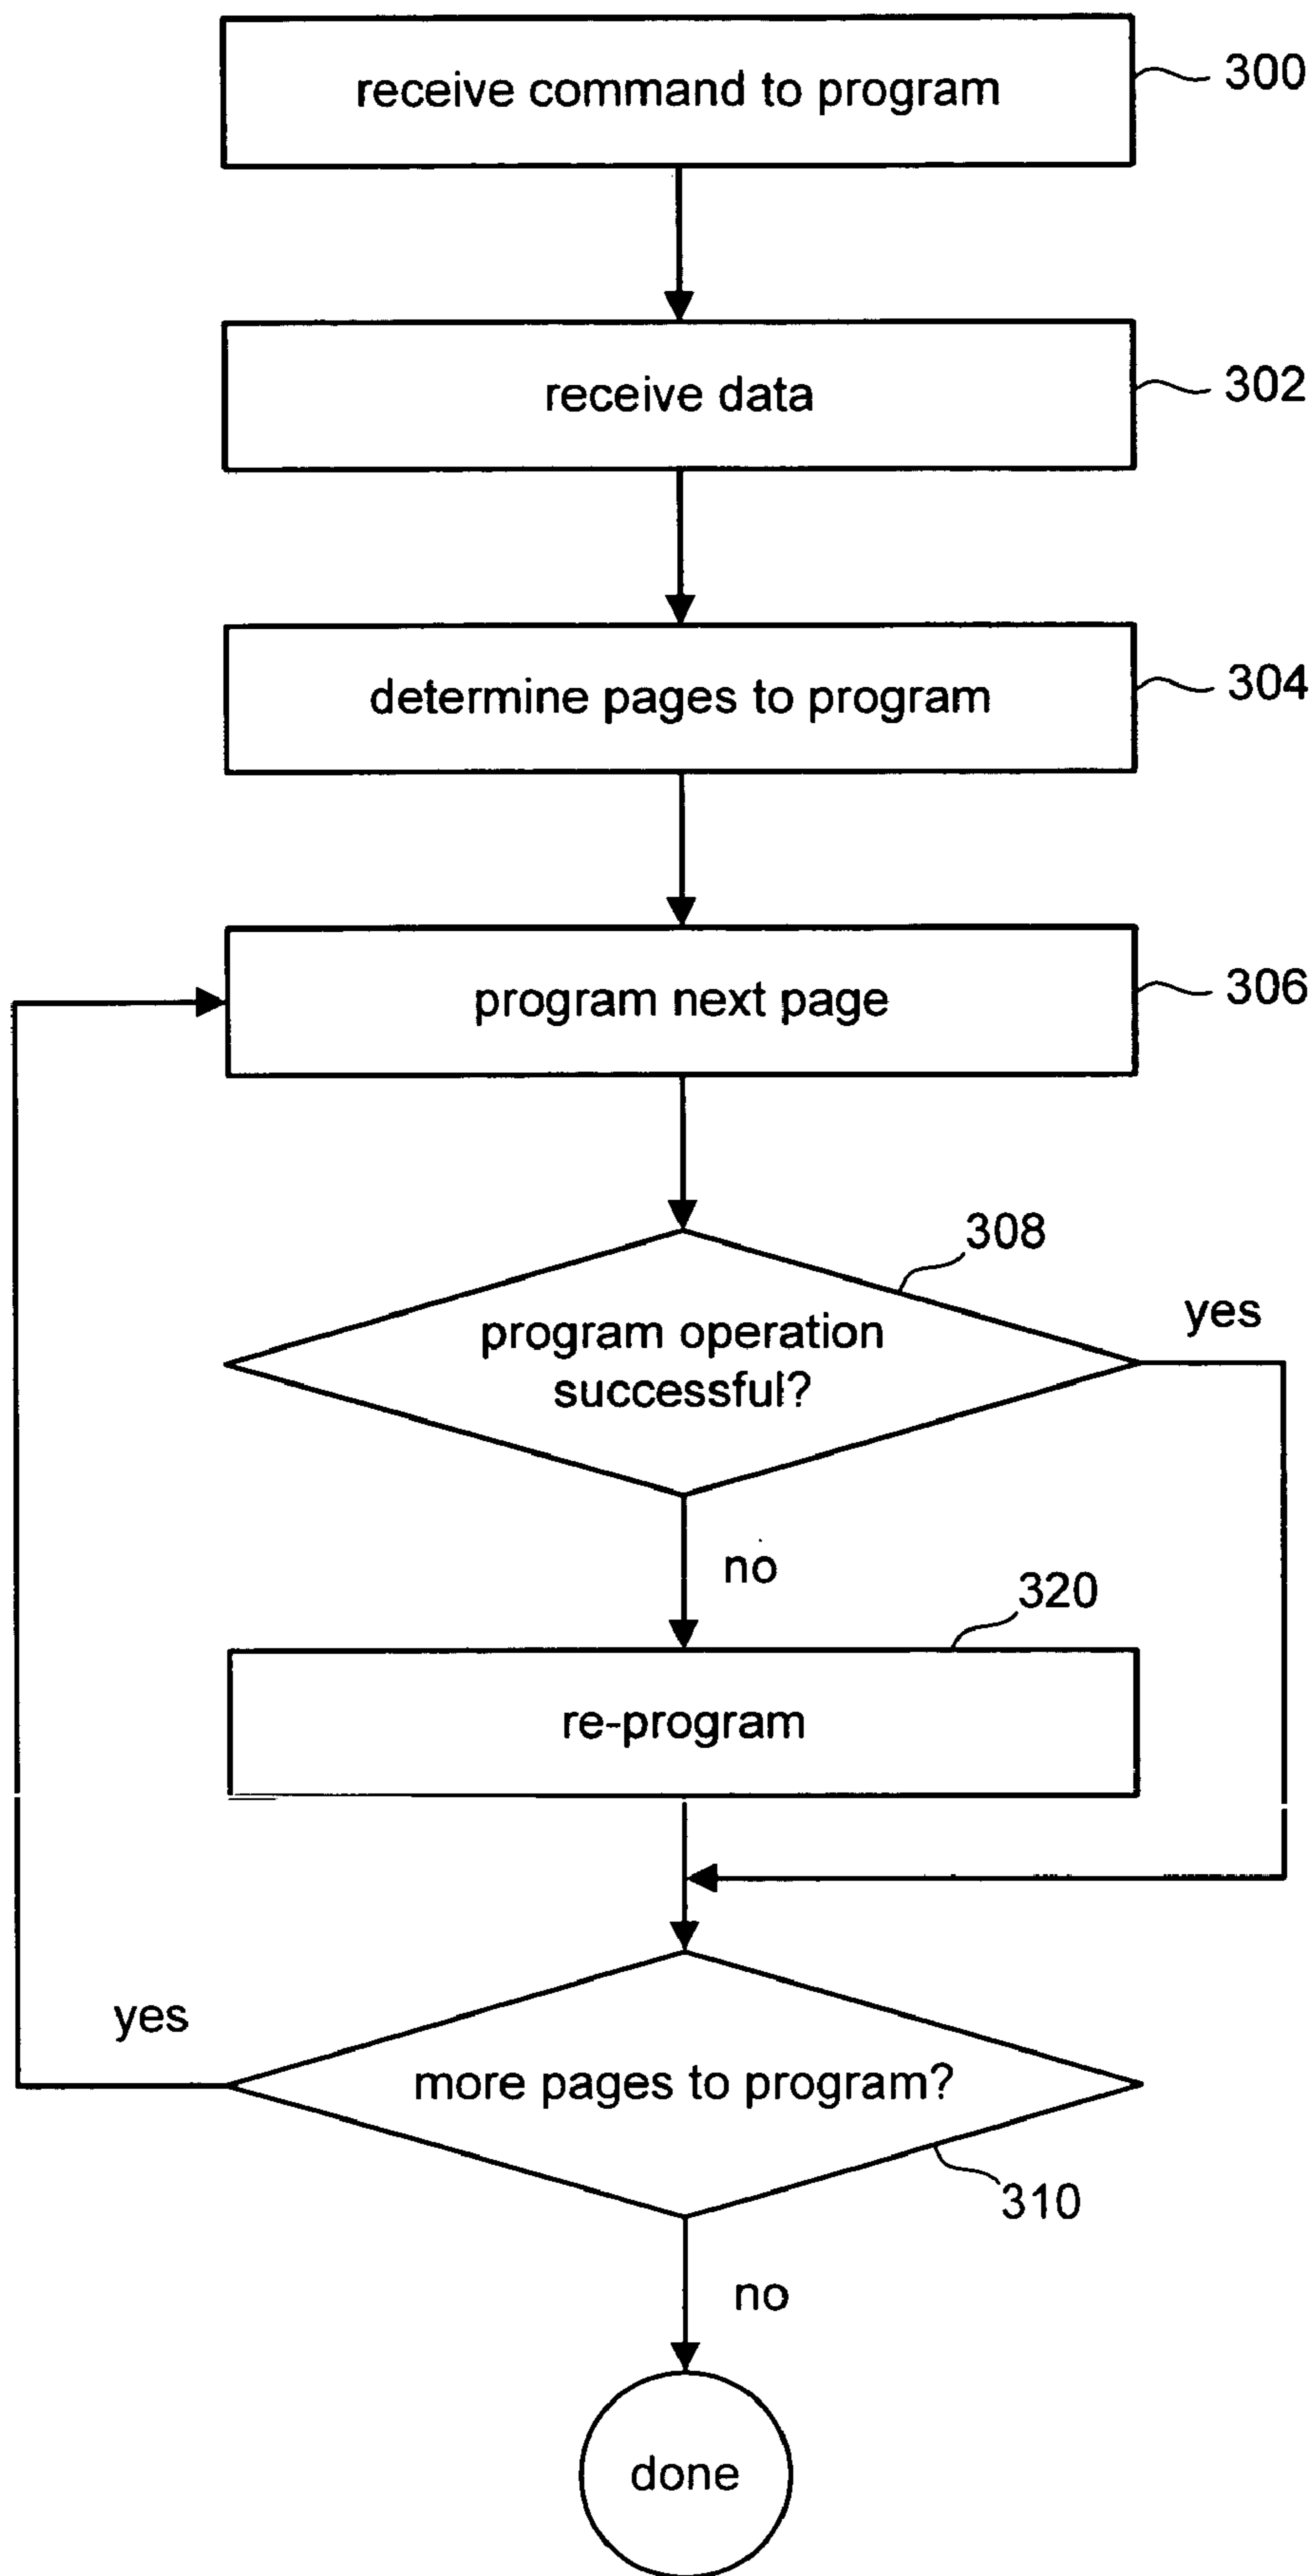 receive command to program
300
receive data
302
determine pages to program
304
program next page
306
308
program operation
successful?
yes
no
320
re-program
yes
more pages to program?
310
no
done